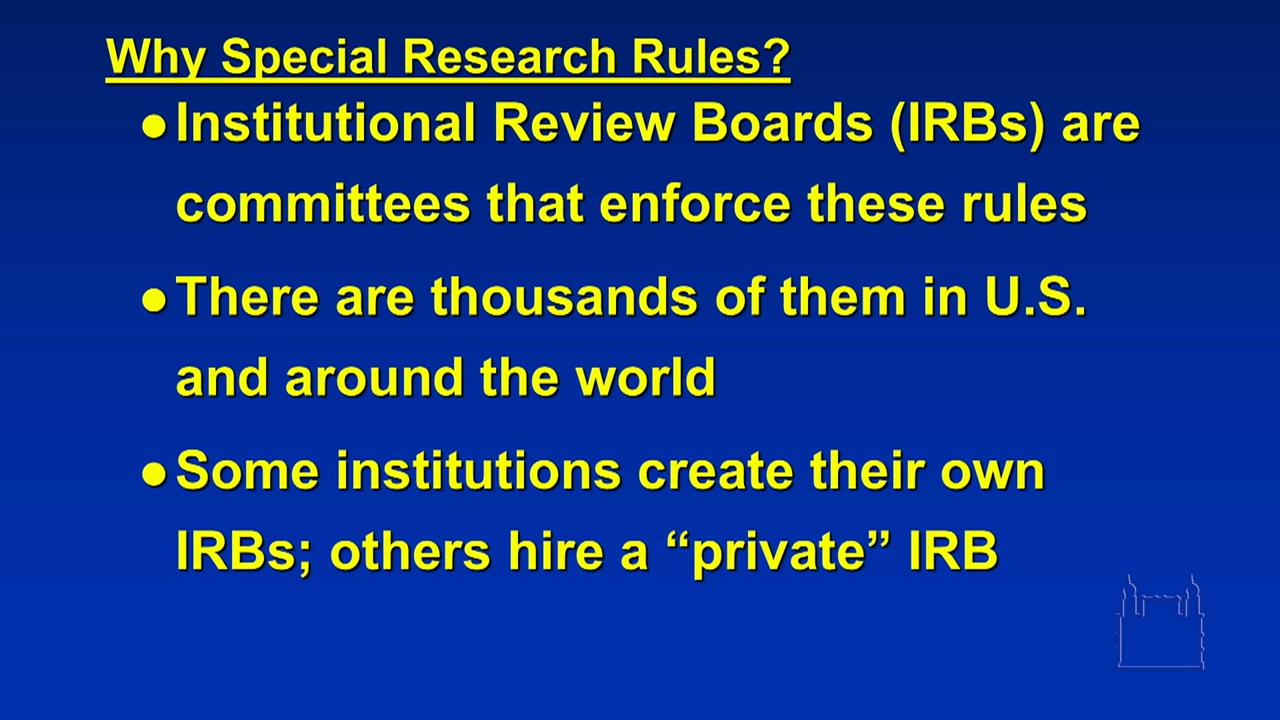 Why Special Research Rules?
● Institutional Review Boards (IRBs) are
committees that enforce these rules
● There are thousands of them in U.S.
and around the world
● Some institutions create their own
IRBs; others hire a “private” IRB